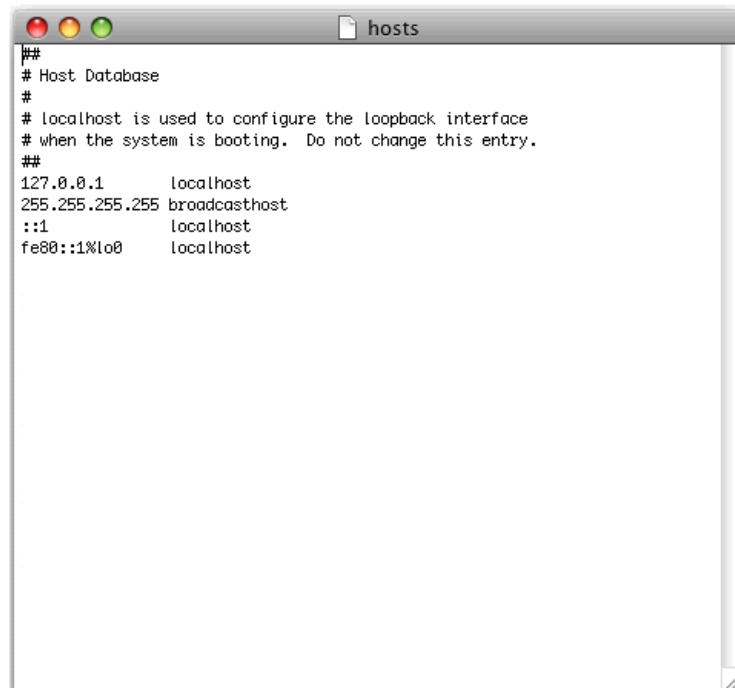 hosts
##
# Host Database
#
# localhost is used to configure the loopback interface
# when the system is booting.  Do not change this entry.
##
127.0.0.1       localhost
255.255.255.255 broadcasthost
::1             localhost
fe80::1%lo0     localhost